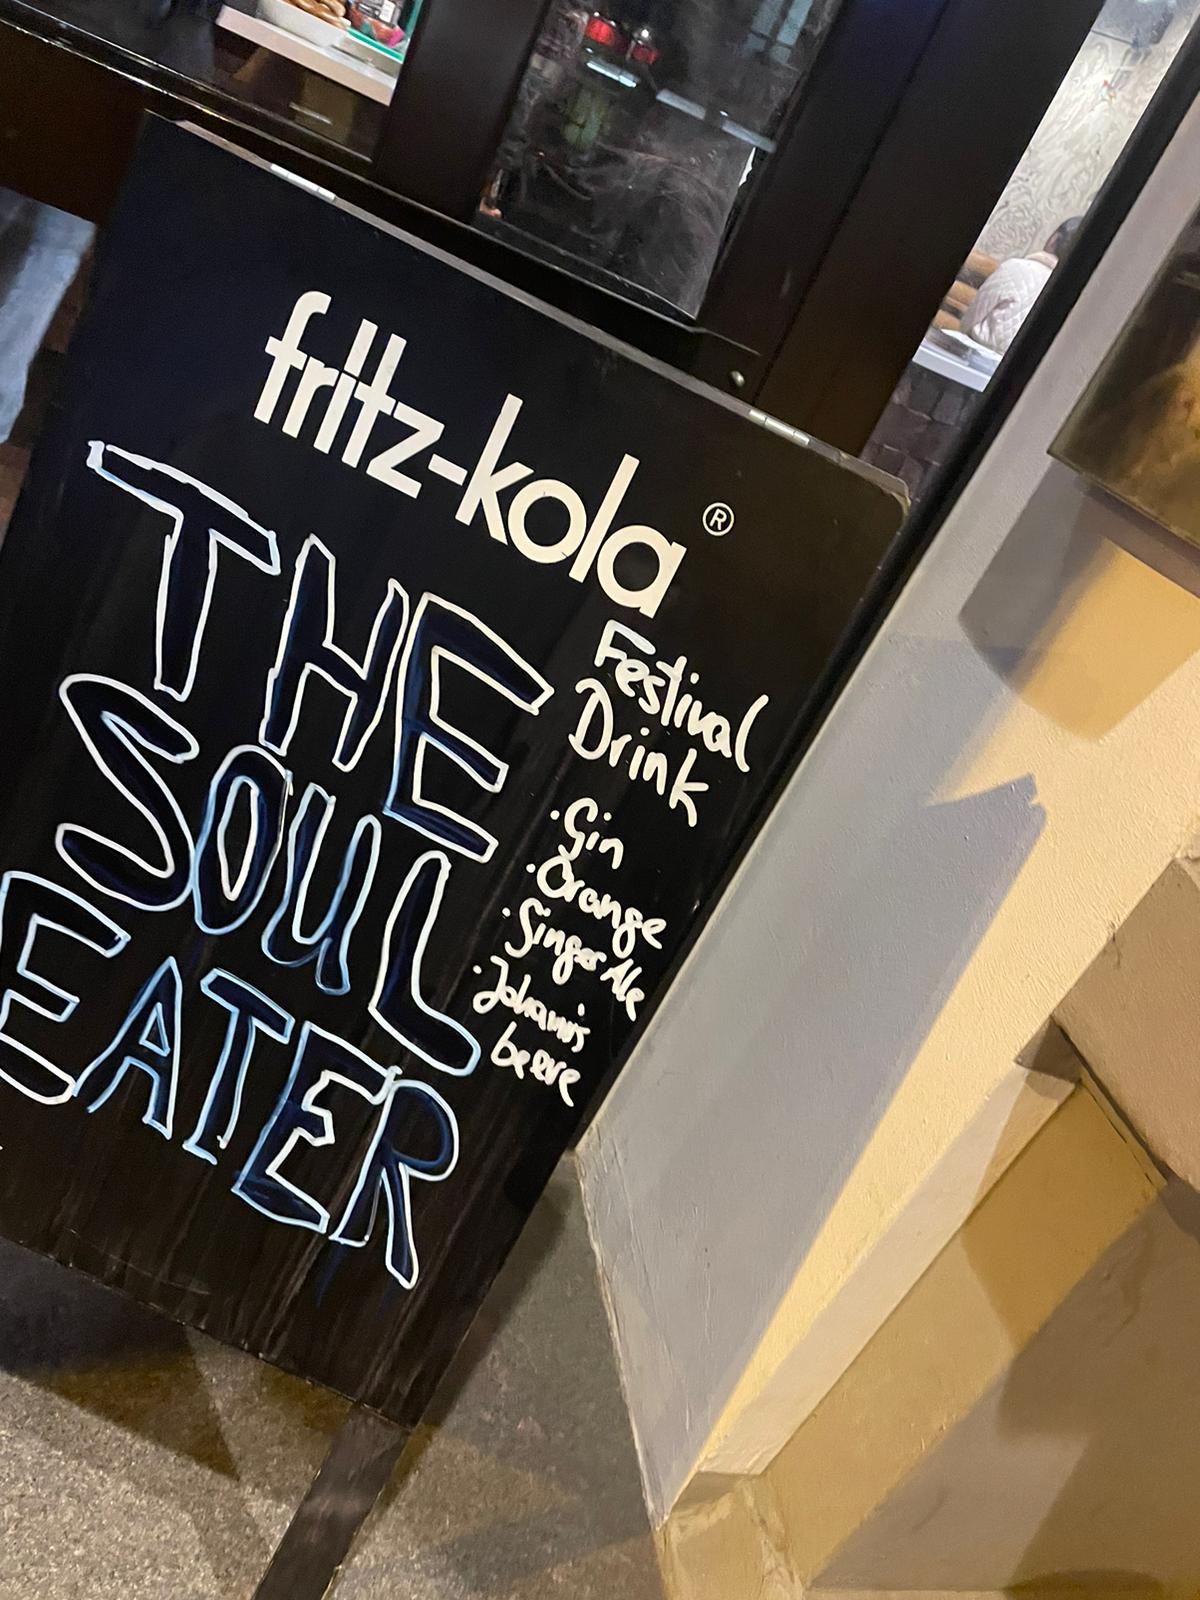 fritz-kola ®
THE
SOUL
EATER
Festival
Drink
· Gin
· Orange
· Ginger Ale
· Johannis
beere